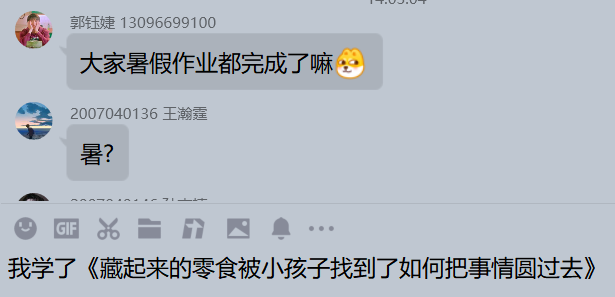 郭钰婕 13096699100
大家暑假作业都完成了嘛
2007040136 王瀚霆
暑?
GIF
我学了《藏起来的零食被小孩子找到了如何把事情圆过去》